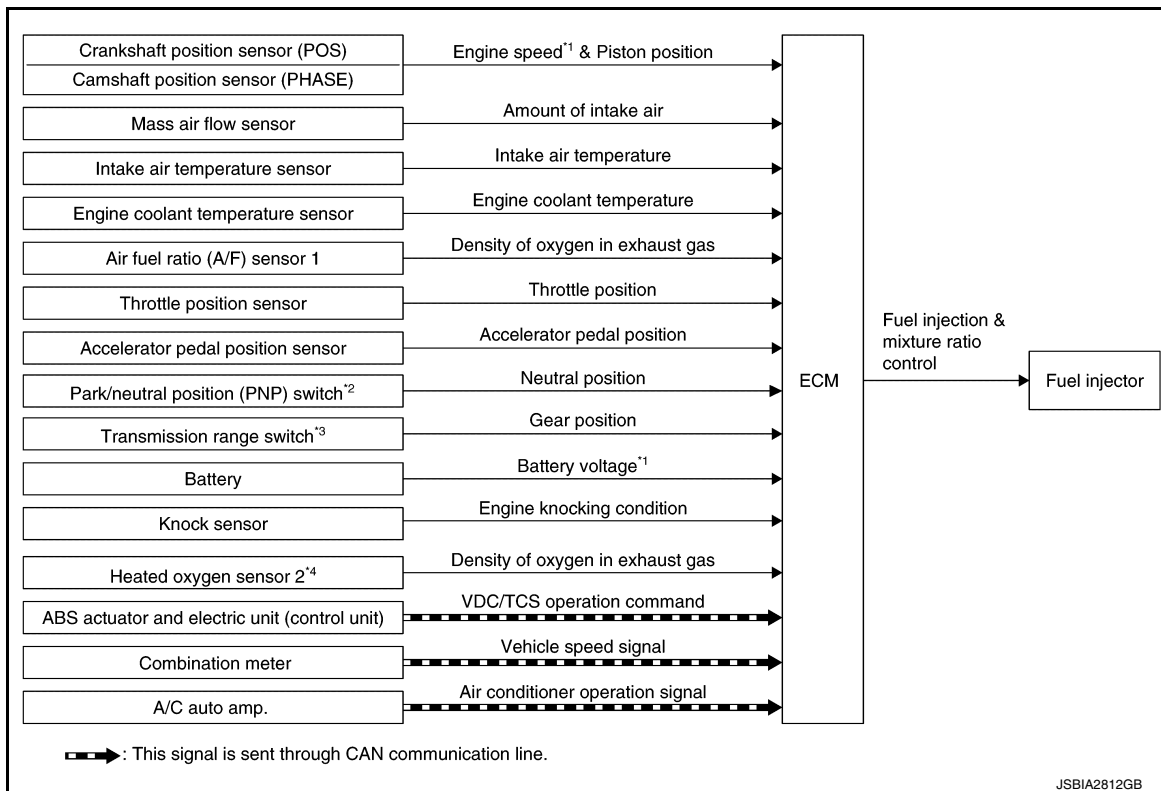 Crankshaft position sensor (POS)
Camshaft position sensor (PHASE)
Engine speed*1 & Piston position
Mass air flow sensor
Amount of intake air
Intake air temperature sensor
Intake air temperature
Engine coolant temperature sensor
Engine coolant temperature
Air fuel ratio (A/F) sensor 1
Density of oxygen in exhaust gas
Throttle position sensor
Throttle position
Accelerator pedal position sensor
Accelerator pedal position
Park/neutral position (PNP) switch*2
Neutral position
Transmission range switch*3
Gear position
Battery
Battery voltage*1
Knock sensor
Engine knocking condition
Heated oxygen sensor 2*4
Density of oxygen in exhaust gas
ABS actuator and electric unit (control unit)
VDC/TCS operation command
Combination meter
Vehicle speed signal
A/C auto amp.
Air conditioner operation signal
ECM
Fuel injection &
mixture ratio
control
Fuel injector
: This signal is sent through CAN communication line.
JSBIA2812GB